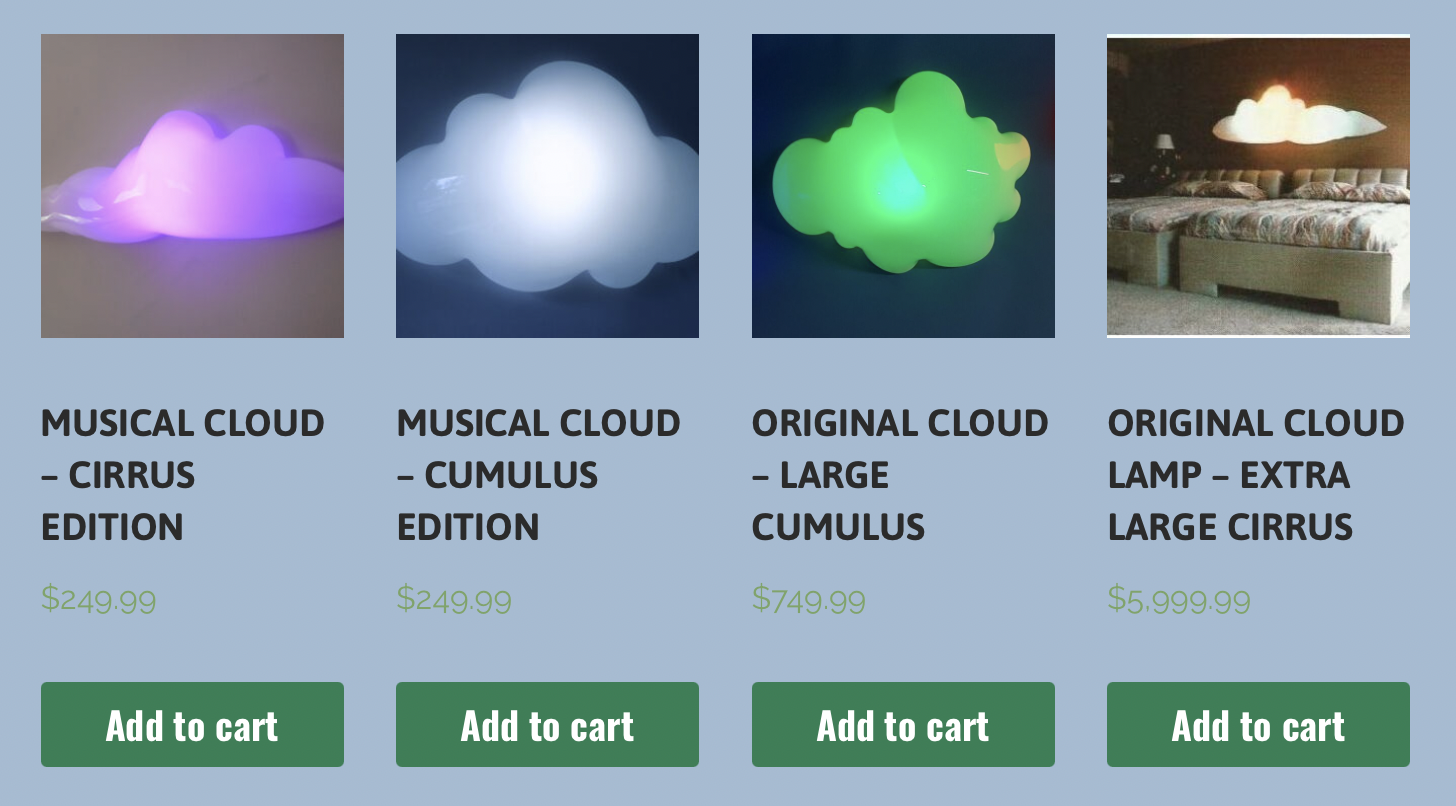 MUSICAL CLOUD
– CIRRUS
EDITION
$249.99
Add to cart
MUSICAL CLOUD
– CUMULUS
EDITION
$249.99
Add to cart
ORIGINAL CLOUD
– LARGE
CUMULUS
$749.99
Add to cart
ORIGINAL CLOUD
LAMP – EXTRA
LARGE CIRRUS
$5,999.99
Add to cart